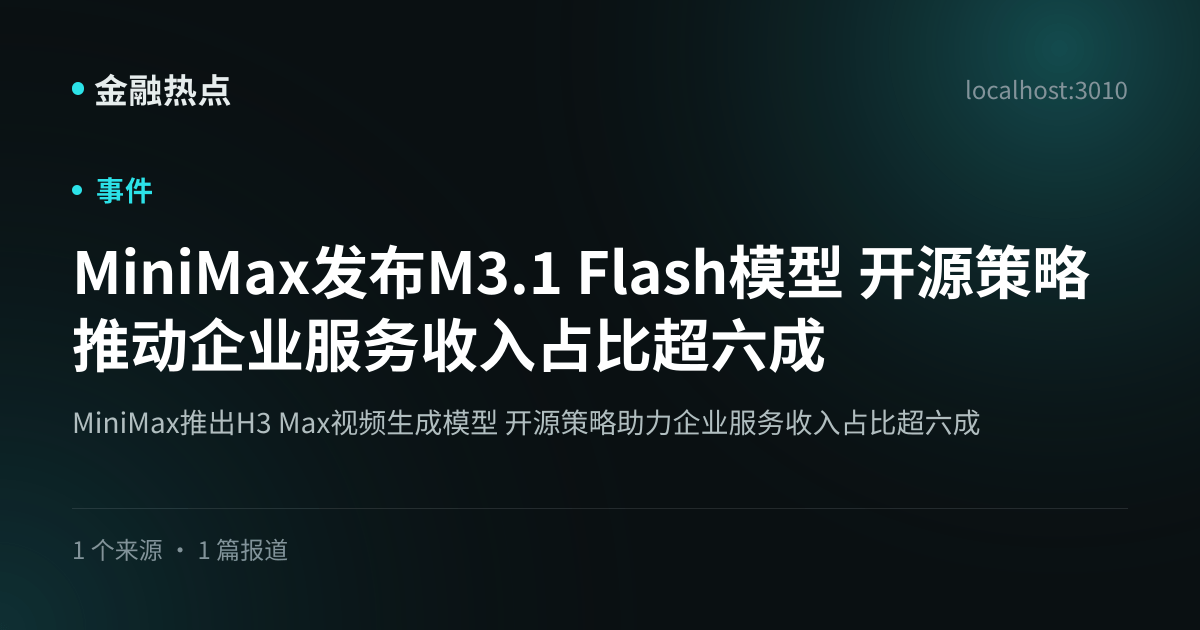 金融热点
localhost:3010
事件
MiniMax发布M3.1 Flash模型 开源策略
推动企业服务收入占比超六成
MiniMax推出H3 Max视频生成模型 开源策略助力企业服务收入占比超六成
1 个来源 · 1 篇报道